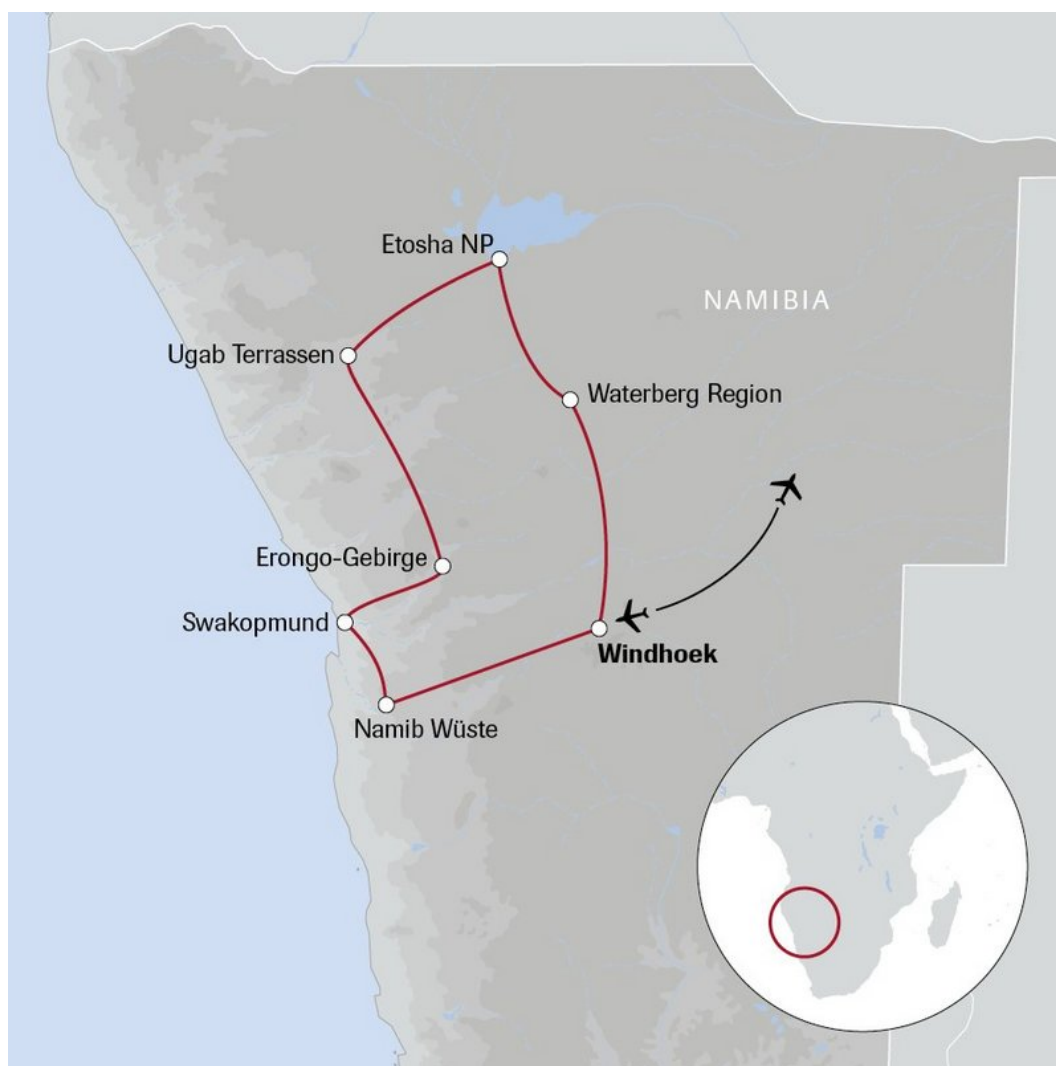 Etosha NP
NAMIBIA
Ugab Terrassen
Waterberg Region
Erongo-Gebirge
Swakopmund
Windhoek
Namib Wüste